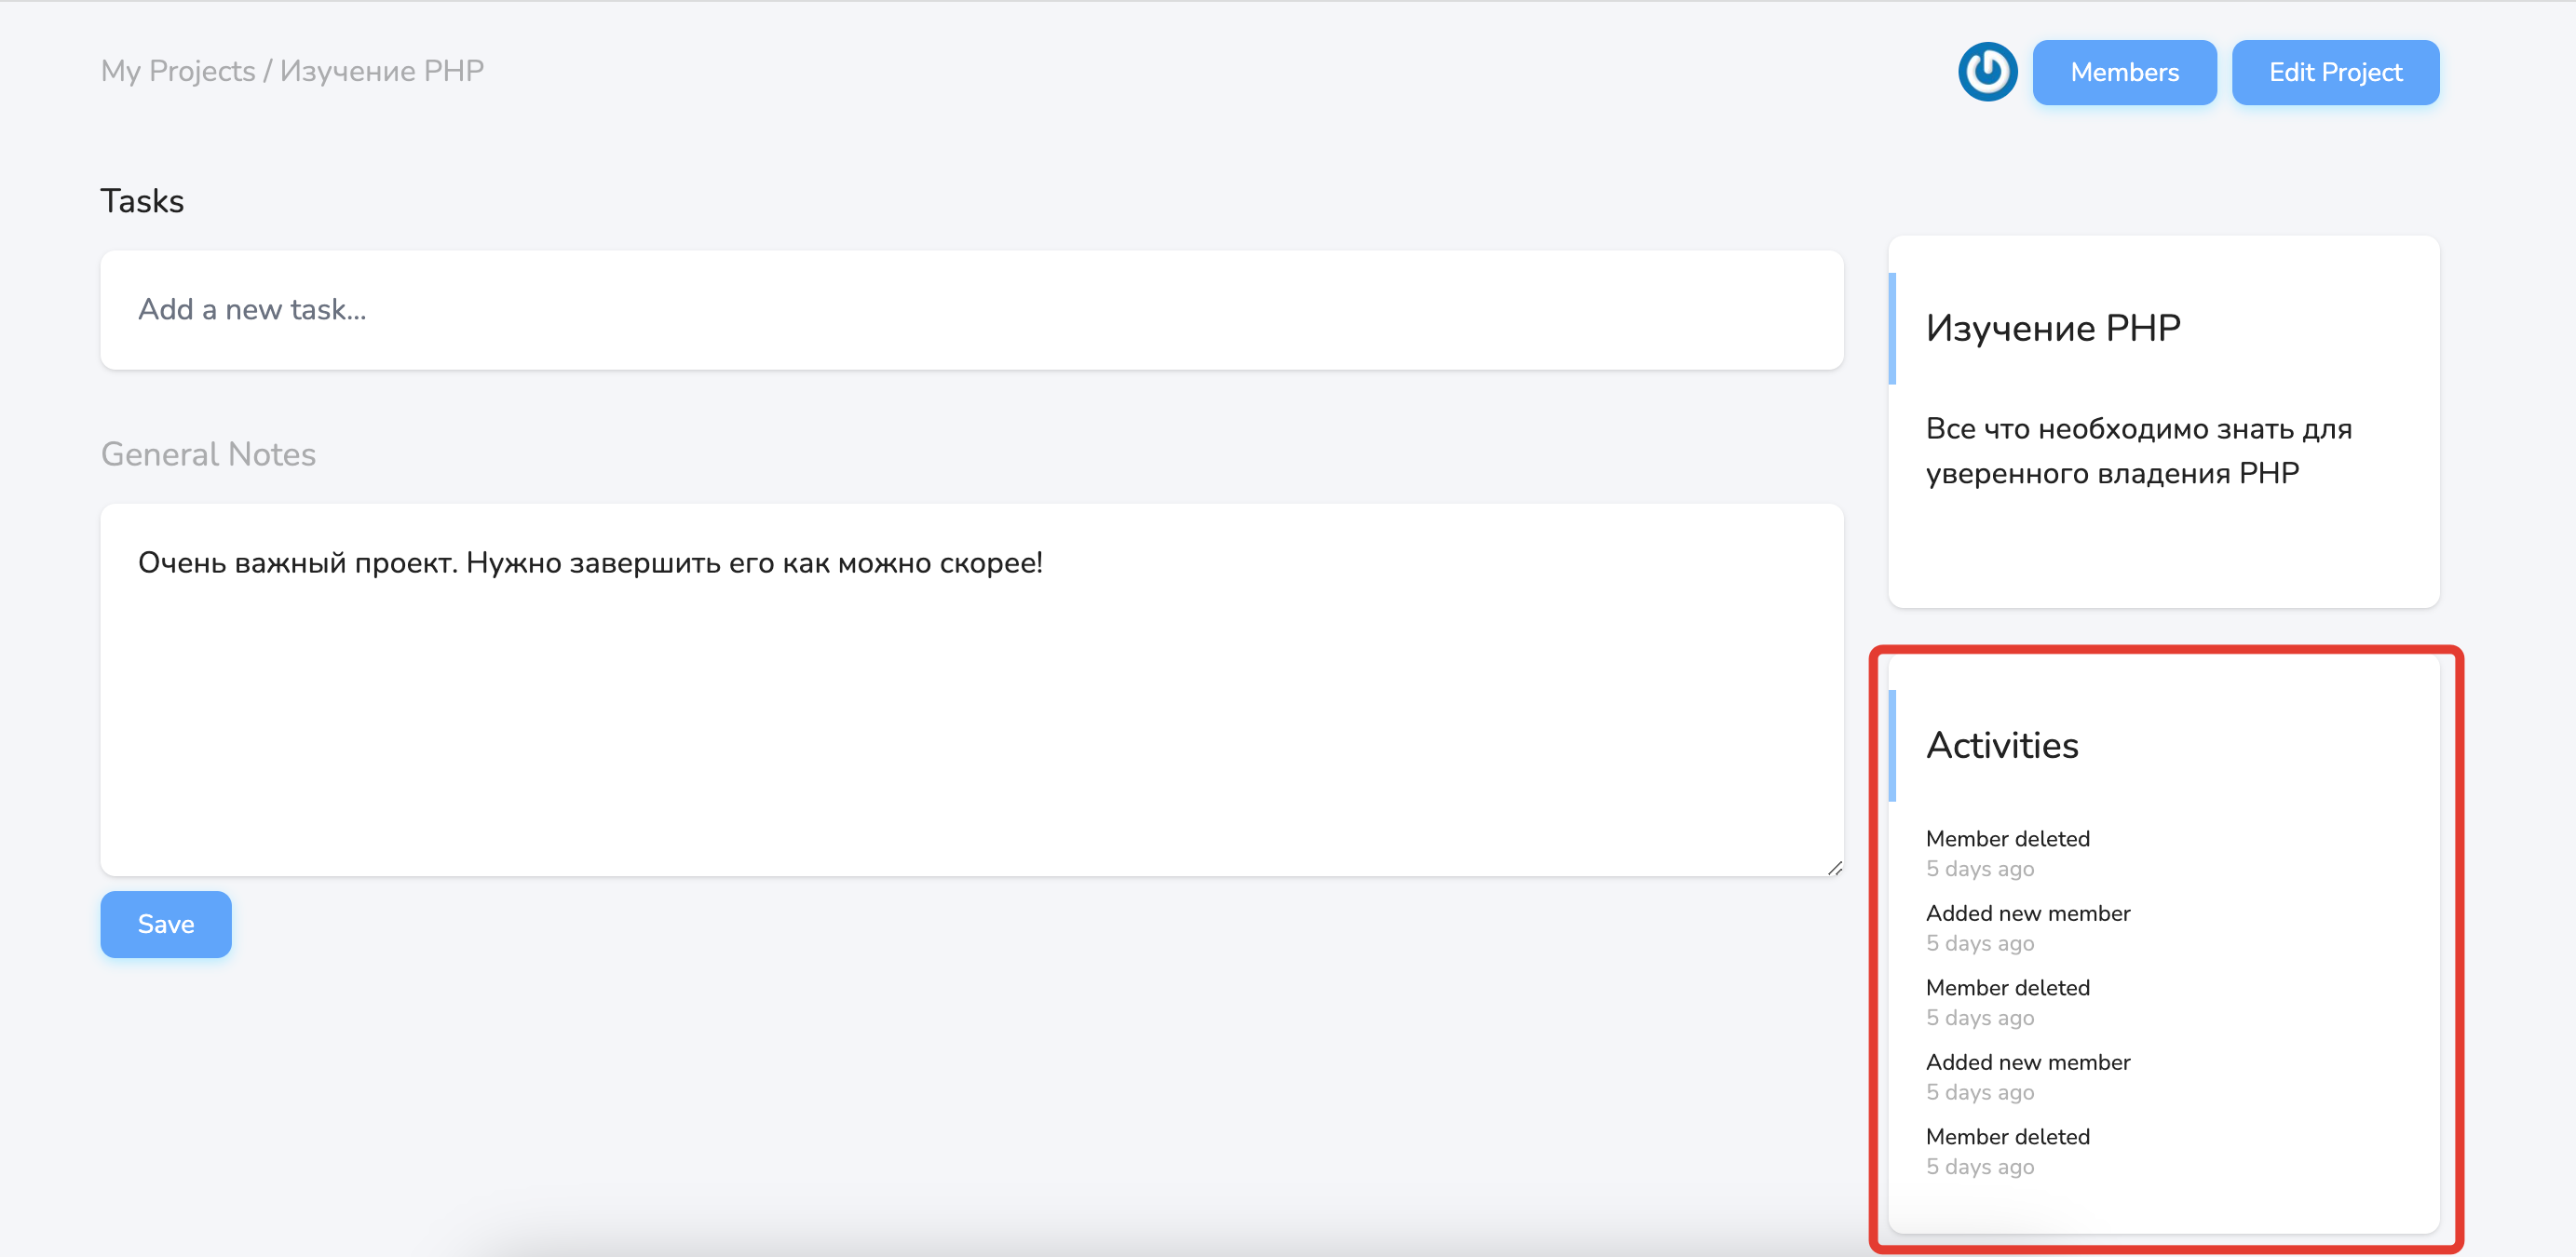 My Projects / Изучение PHP
Members
Edit Project
Tasks
Add a new task...
General Notes
Очень важный проект. Нужно завершить его как можно скорее!
Save
Изучение PHP
Все что необходимо знать для
уверенного владения PHP
Activities
Member deleted
5 days ago
Added new member
5 days ago
Member deleted
5 days ago
Added new member
5 days ago
Member deleted
5 days ago